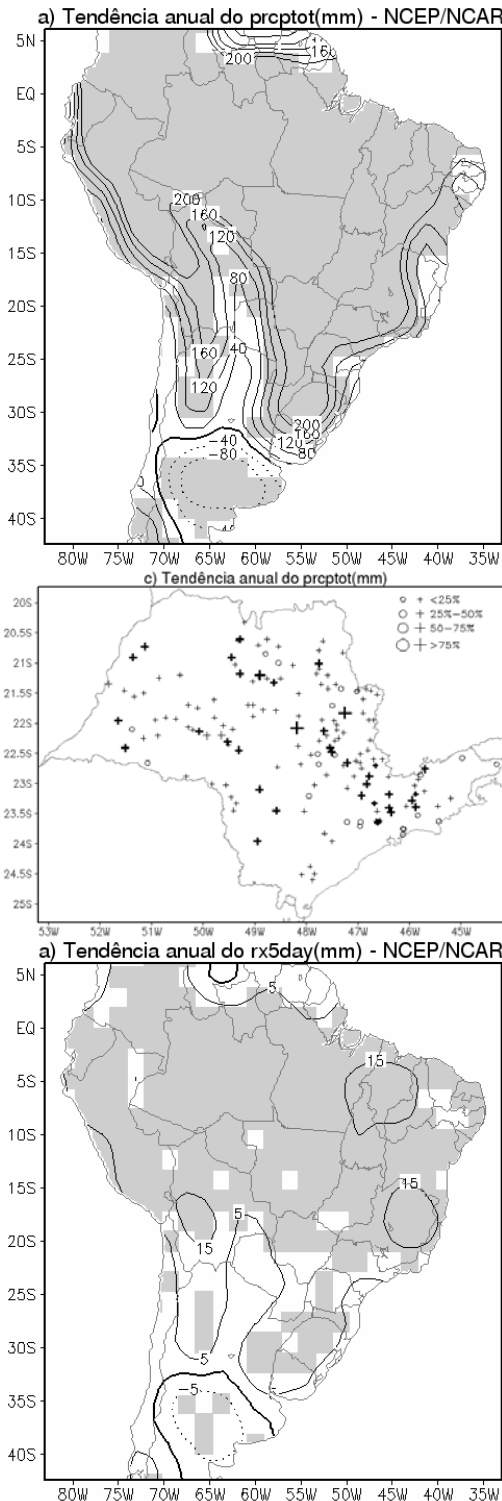 a) Tendência anual do prcptot(mm) - NCEP/NCAR
160
200
EQ
5S
10S
200
160
15S
120
20S
80
25S
40
160
120
30S
200
160
-40
120
35S
-80
80
40S
80W 75W 70W 65W 60W 55W 50W 45W 40W 35W
c) Tendência anual do prcptot(mm)
20S
<25%
20.5S
25%-50%
50-75%
21S
>75%
21.5S
22S
22.5S
23S
23.5S
24S
24.5S
25S
53W 52W 51W 50W 49W 48W 47W 46W 45W
a) Tendência anual do rx5day(mm) - NCEP/NCAR
5N
5
EQ
15
5S
10S
15S
15
5
20S
15
25S
30S
5
5
35S
-5
40S
80W 75W 70W 65W 60W 55W 50W 45W 40W 35W